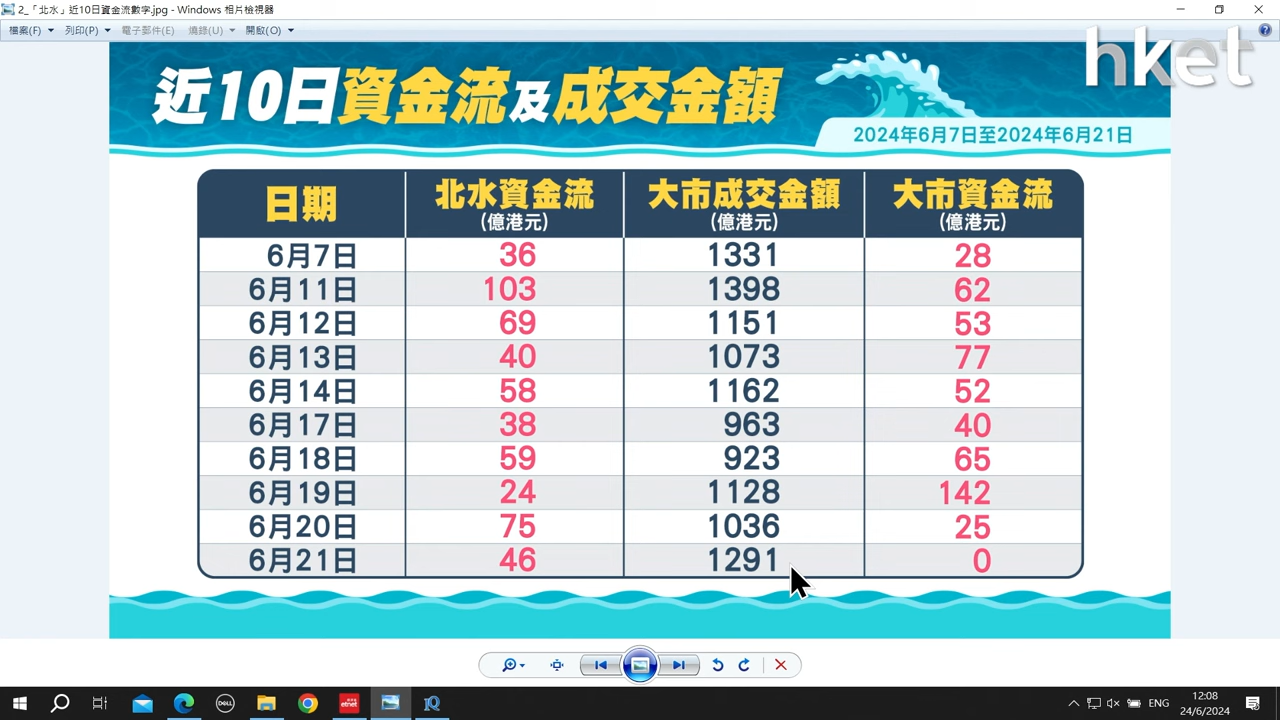 2_「北水」近10日資金流數字.jpg - Windows 相片檢視器
檔案(F) 列印(P) 電子郵件(E) 燒錄(U) 開啟(O)
hket
近10日資金流及成交金額
2024年6月7日至2024年6月21日
日期 北水資金流 大市成交金額 大市資金流
(億港元) (億港元) (億港元)
6月7日 36 1331 28
6月11日 103 1398 62
6月12日 69 1151 53
6月13日 40 1073 77
6月14日 58 1162 52
6月17日 38 963 40
6月18日 59 923 65
6月19日 24 1128 142
6月20日 75 1036 25
6月21日 46 1291 0
DELL etnet IQ ENG 12:08
24/6/2024